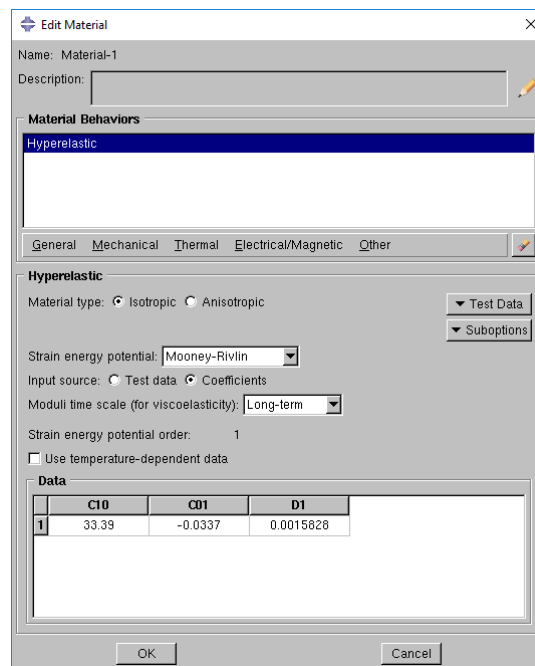 Edit Material
Name: Material-1
Description:
Material Behaviors
Hyperelastic
General Mechanical Thermal Electrical/Magnetic Other
Hyperelastic
Material type: Isotropic Anisotropic
Test Data
Suboptions
Strain energy potential: Mooney-Rivlin
Input source: Test data Coefficients
Moduli time scale (for viscoelasticity): Long-term
Strain energy potential order: 1
Use temperature-dependent data
Data
C10 C01 D1
1 33.39 -0.0337 0.0015828
OK Cancel